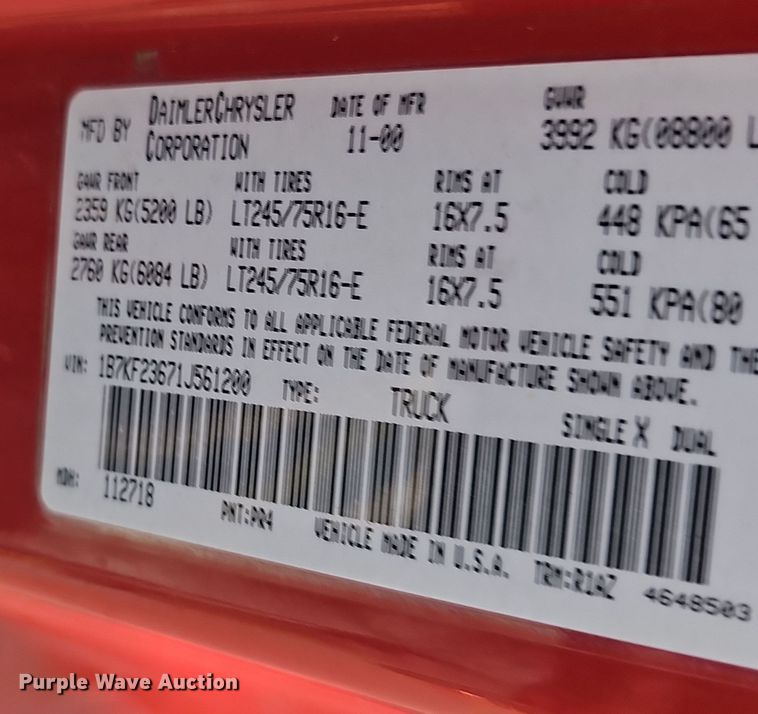 MFD BY DAIMLERCHRYSLER CORPORATION DATE OF MFR 11-00 GVWR 3992 KG(08800 L
GAWR FRONT WITH TIRES RIMS AT COLD
2359 KG(5200 LB) LT245/75R16-E 16X7.5 448 KPA(65
GAWR REAR WITH TIRES RIMS AT COLD
2760 KG(6084 LB) LT245/75R16-E 16X7.5 551 KPA(80
THIS VEHICLE CONFORMS TO ALL APPLICABLE FEDERAL MOTOR VEHICLE SAFETY AND THE
PREVENTION STANDARDS IN EFFECT ON THE DATE OF MANUFACTURE SHOWN ABOVE.
VIN: 1B7KF23671J561200 TYPE: TRUCK SINGLE X DUAL
MDH: 112718 PNT:PR4 VEHICLE MADE IN U.S.A. TRM:R1AZ 4648503
Purple Wave Auction